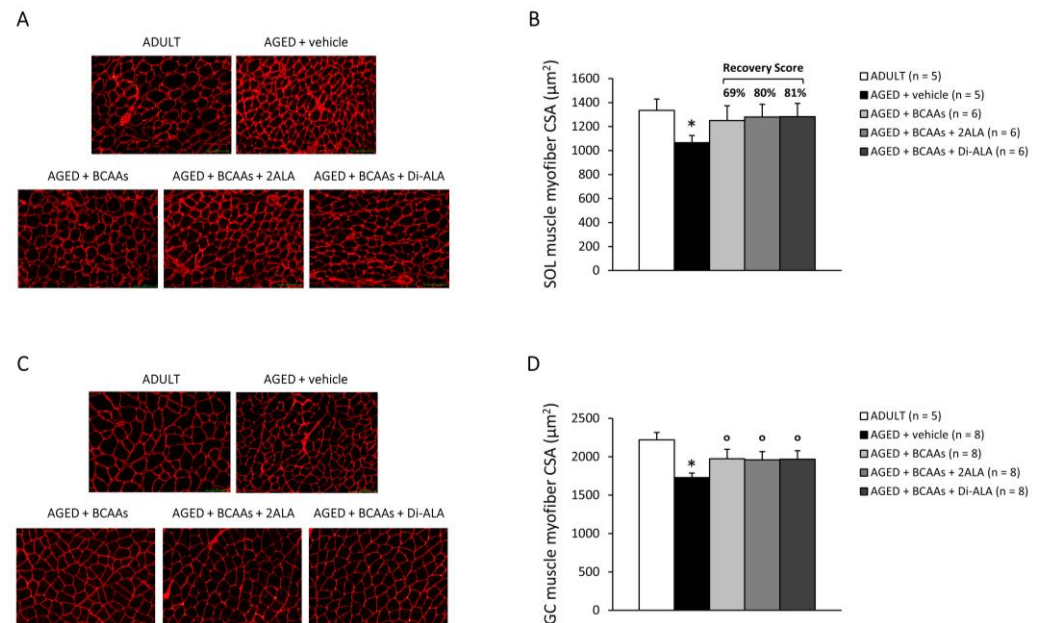 A
ADULT
AGED + vehicle
AGED + BCAAs
AGED + BCAAs + 2ALA
AGED + BCAAs + Di-ALA
B
SOL muscle myofiber CSA (µm²)
1600
1400
1200
1000
800
600
400
200
0
Recovery Score
69% 80% 81%
*
ADULT (n = 5)
AGED + vehicle (n = 5)
AGED + BCAAs (n = 6)
AGED + BCAAs + 2ALA (n = 6)
AGED + BCAAs + Di-ALA (n = 6)
C
ADULT
AGED + vehicle
AGED + BCAAs
AGED + BCAAs + 2ALA
AGED + BCAAs + Di-ALA
D
GC muscle myofiber CSA (µm²)
2500
2000
1500
1000
500
0
*
o o o
ADULT (n = 5)
AGED + vehicle (n = 8)
AGED + BCAAs (n = 8)
AGED + BCAAs + 2ALA (n = 8)
AGED + BCAAs + Di-ALA (n = 8)